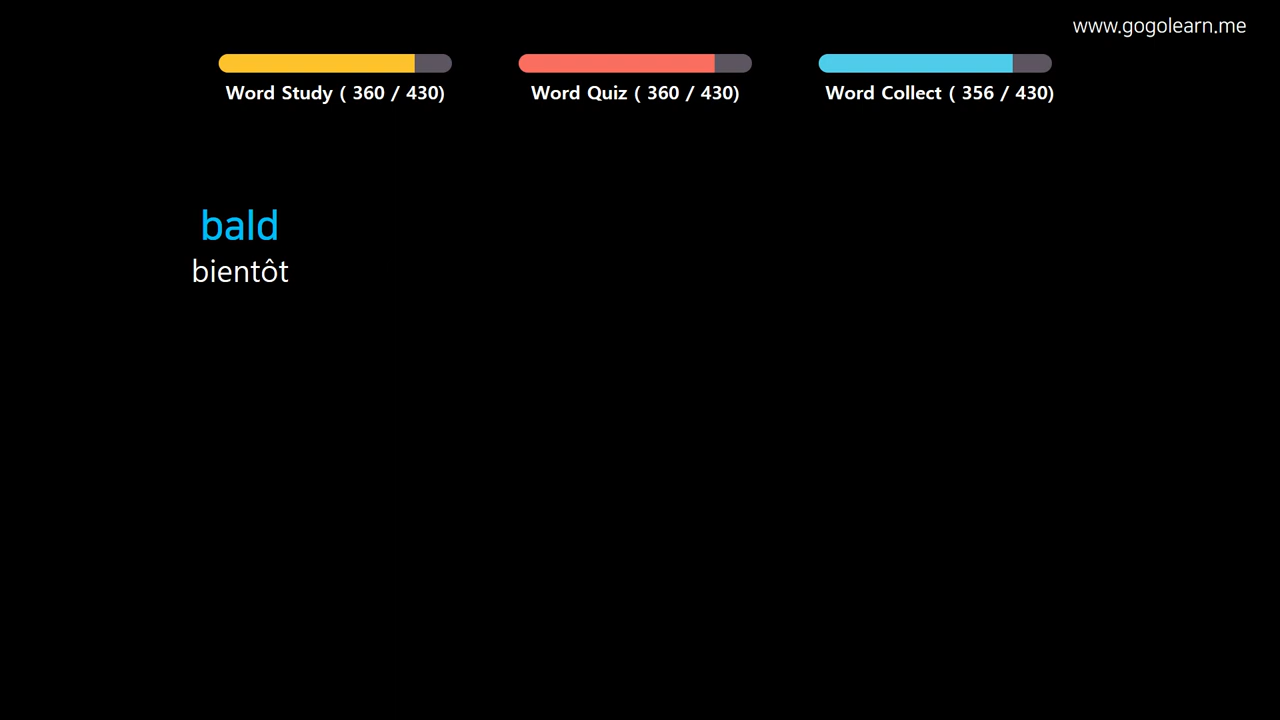 www.gogolearn.me
Word Study ( 360 / 430)
Word Quiz ( 360 / 430)
Word Collect ( 356 / 430)
bald
bientôt